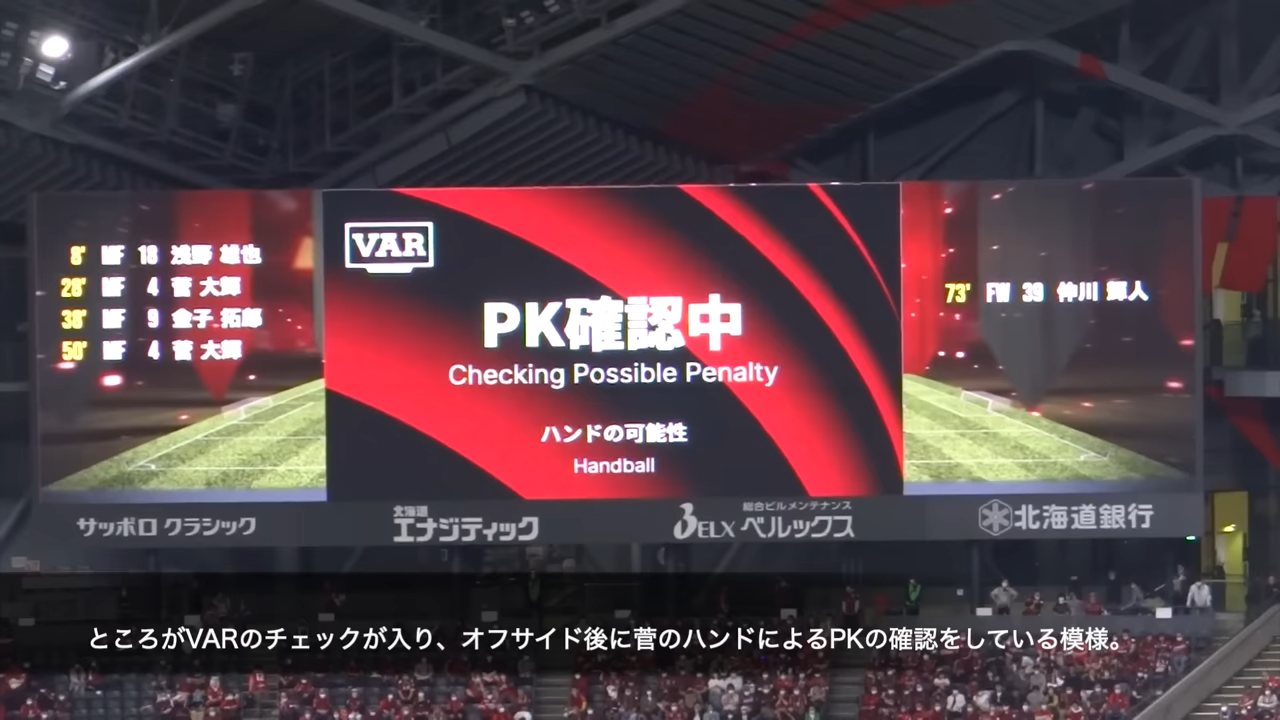 8' MF 18 浅野 雄也
28' MF 4 菅 大輝
38' MF 9 金子 拓郎
50' MF 4 菅 大輝
VAR
PK確認中
Checking Possible Penalty
ハンドの可能性
Handball
73' FW 39 仲川 輝人
サッポロ クラシック
北海道
エナジティック
総合ビルメンテナンス
BELX ベルックス
北海道銀行
ところがVARのチェックが入り、オフサイド後に菅のハンドによるPKの確認をしている模様。